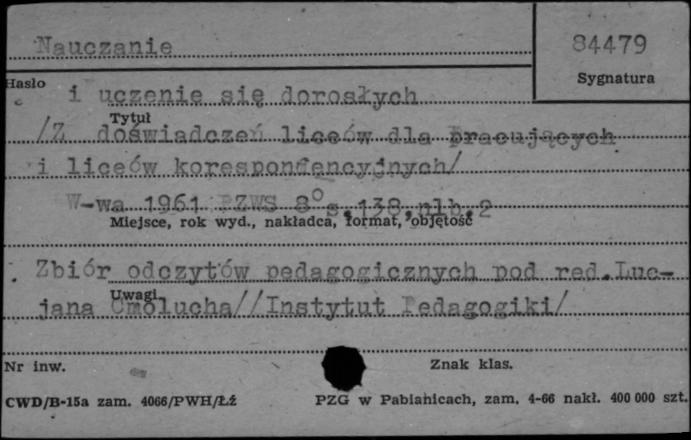 Nauczanie
84479
Sygnatura
Hasło
i uczenie się dorosłych
Tytuł
/Z doświadczeń liceów dla pracujących
i liceów korespondencyjnych/
W-wa 1961 PZWS 8° s.138,nlb.2
Miejsce, rok wyd., nakładca, format, objętość
Zbiór odczytów pedagogicznych pod red.Luc-
Uwagi
jana Smolucha//Instytut Pedagogiki/
Nr inw.
Znak klas.
CWD/B-15a zam. 4066/PWH/Łź
PZG w Pabianicach, zam. 4-66 nakł. 400 000 szt.